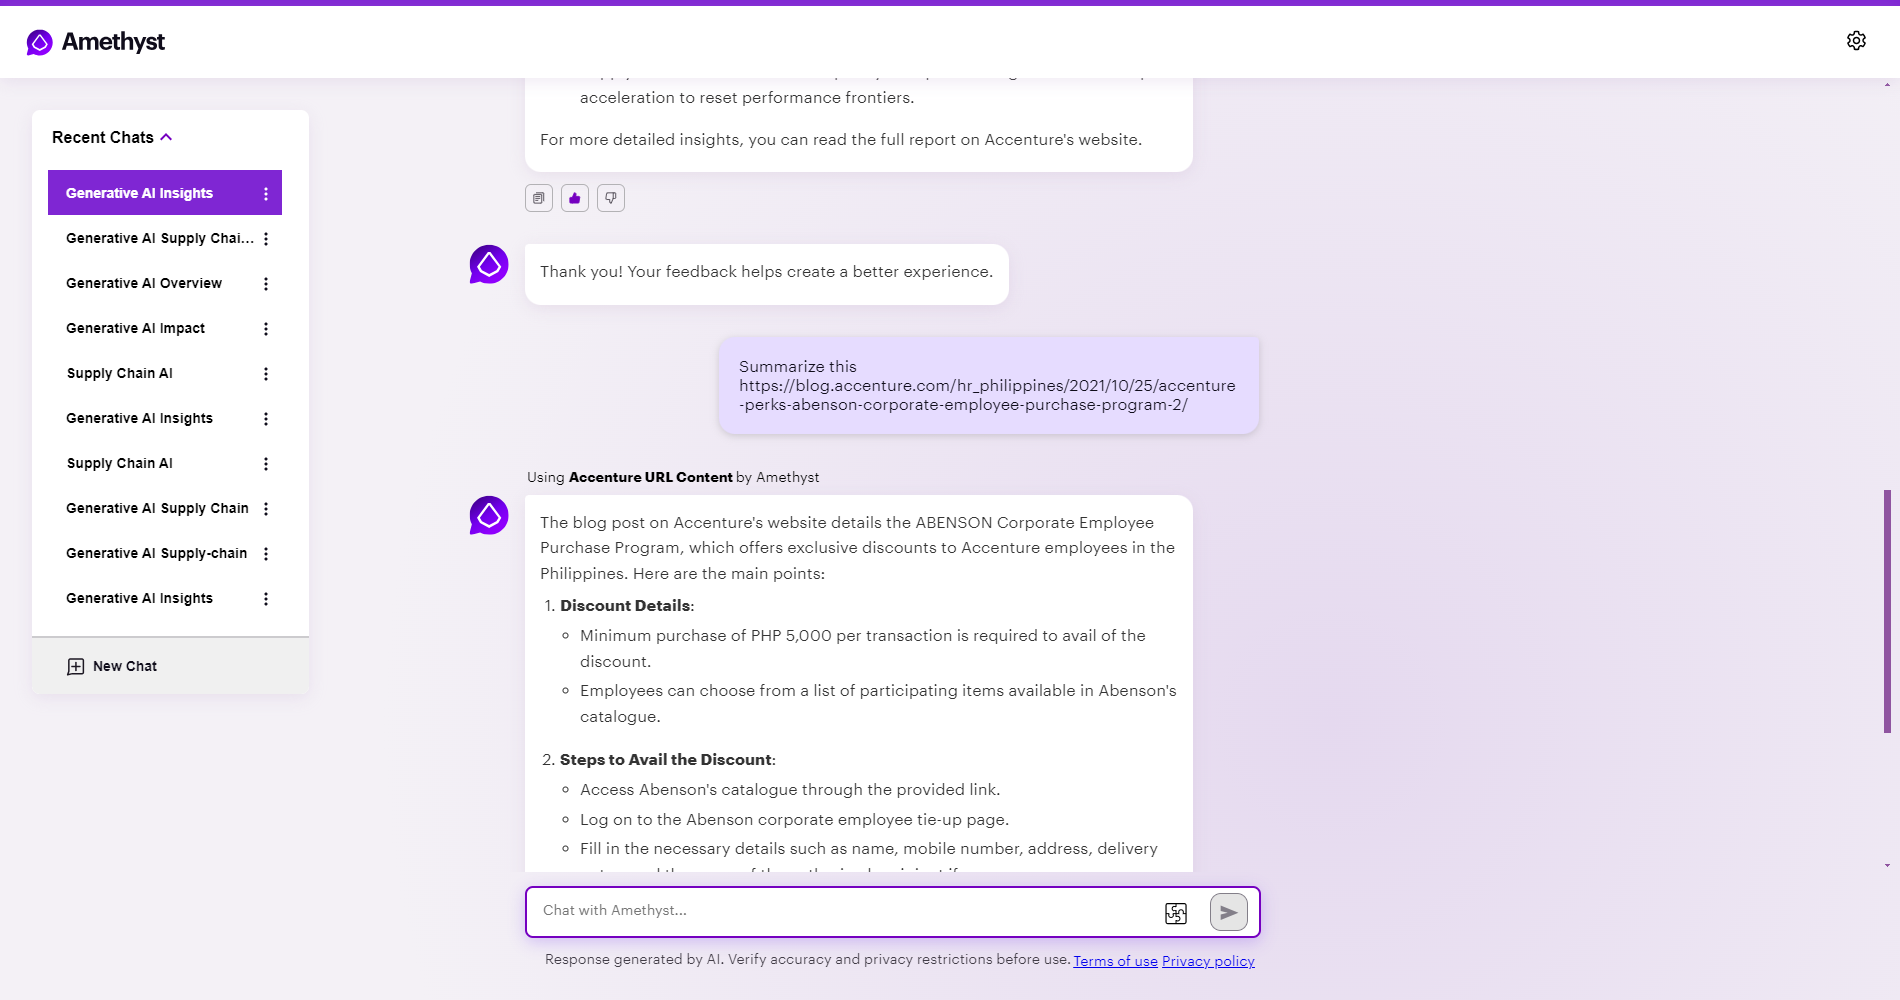 Amethyst
Recent Chats
Generative AI Insights
Generative AI Supply Chai...
Generative AI Overview
Generative AI Impact
Supply Chain AI
Generative AI Insights
Supply Chain AI
Generative AI Supply Chain
Generative AI Supply-chain
Generative AI Insights
New Chat
acceleration to reset performance frontiers.
For more detailed insights, you can read the full report on Accenture's website.
Thank you! Your feedback helps create a better experience.
Summarize this
https://blog.accenture.com/hr_philippines/2021/10/25/accenture
-perks-abenson-corporate-employee-purchase-program-2/
Using Accenture URL Content by Amethyst
The blog post on Accenture's website details the ABENSON Corporate Employee
Purchase Program, which offers exclusive discounts to Accenture employees in the
Philippines. Here are the main points:
1. Discount Details:
Minimum purchase of PHP 5,000 per transaction is required to avail of the
discount.
Employees can choose from a list of participating items available in Abenson's
catalogue.
2. Steps to Avail the Discount:
Access Abenson's catalogue through the provided link.
Log on to the Abenson corporate employee tie-up page.
Fill in the necessary details such as name, mobile number, address, delivery
Chat with Amethyst...
Response generated by AI. Verify accuracy and privacy restrictions before use. Terms of use Privacy policy